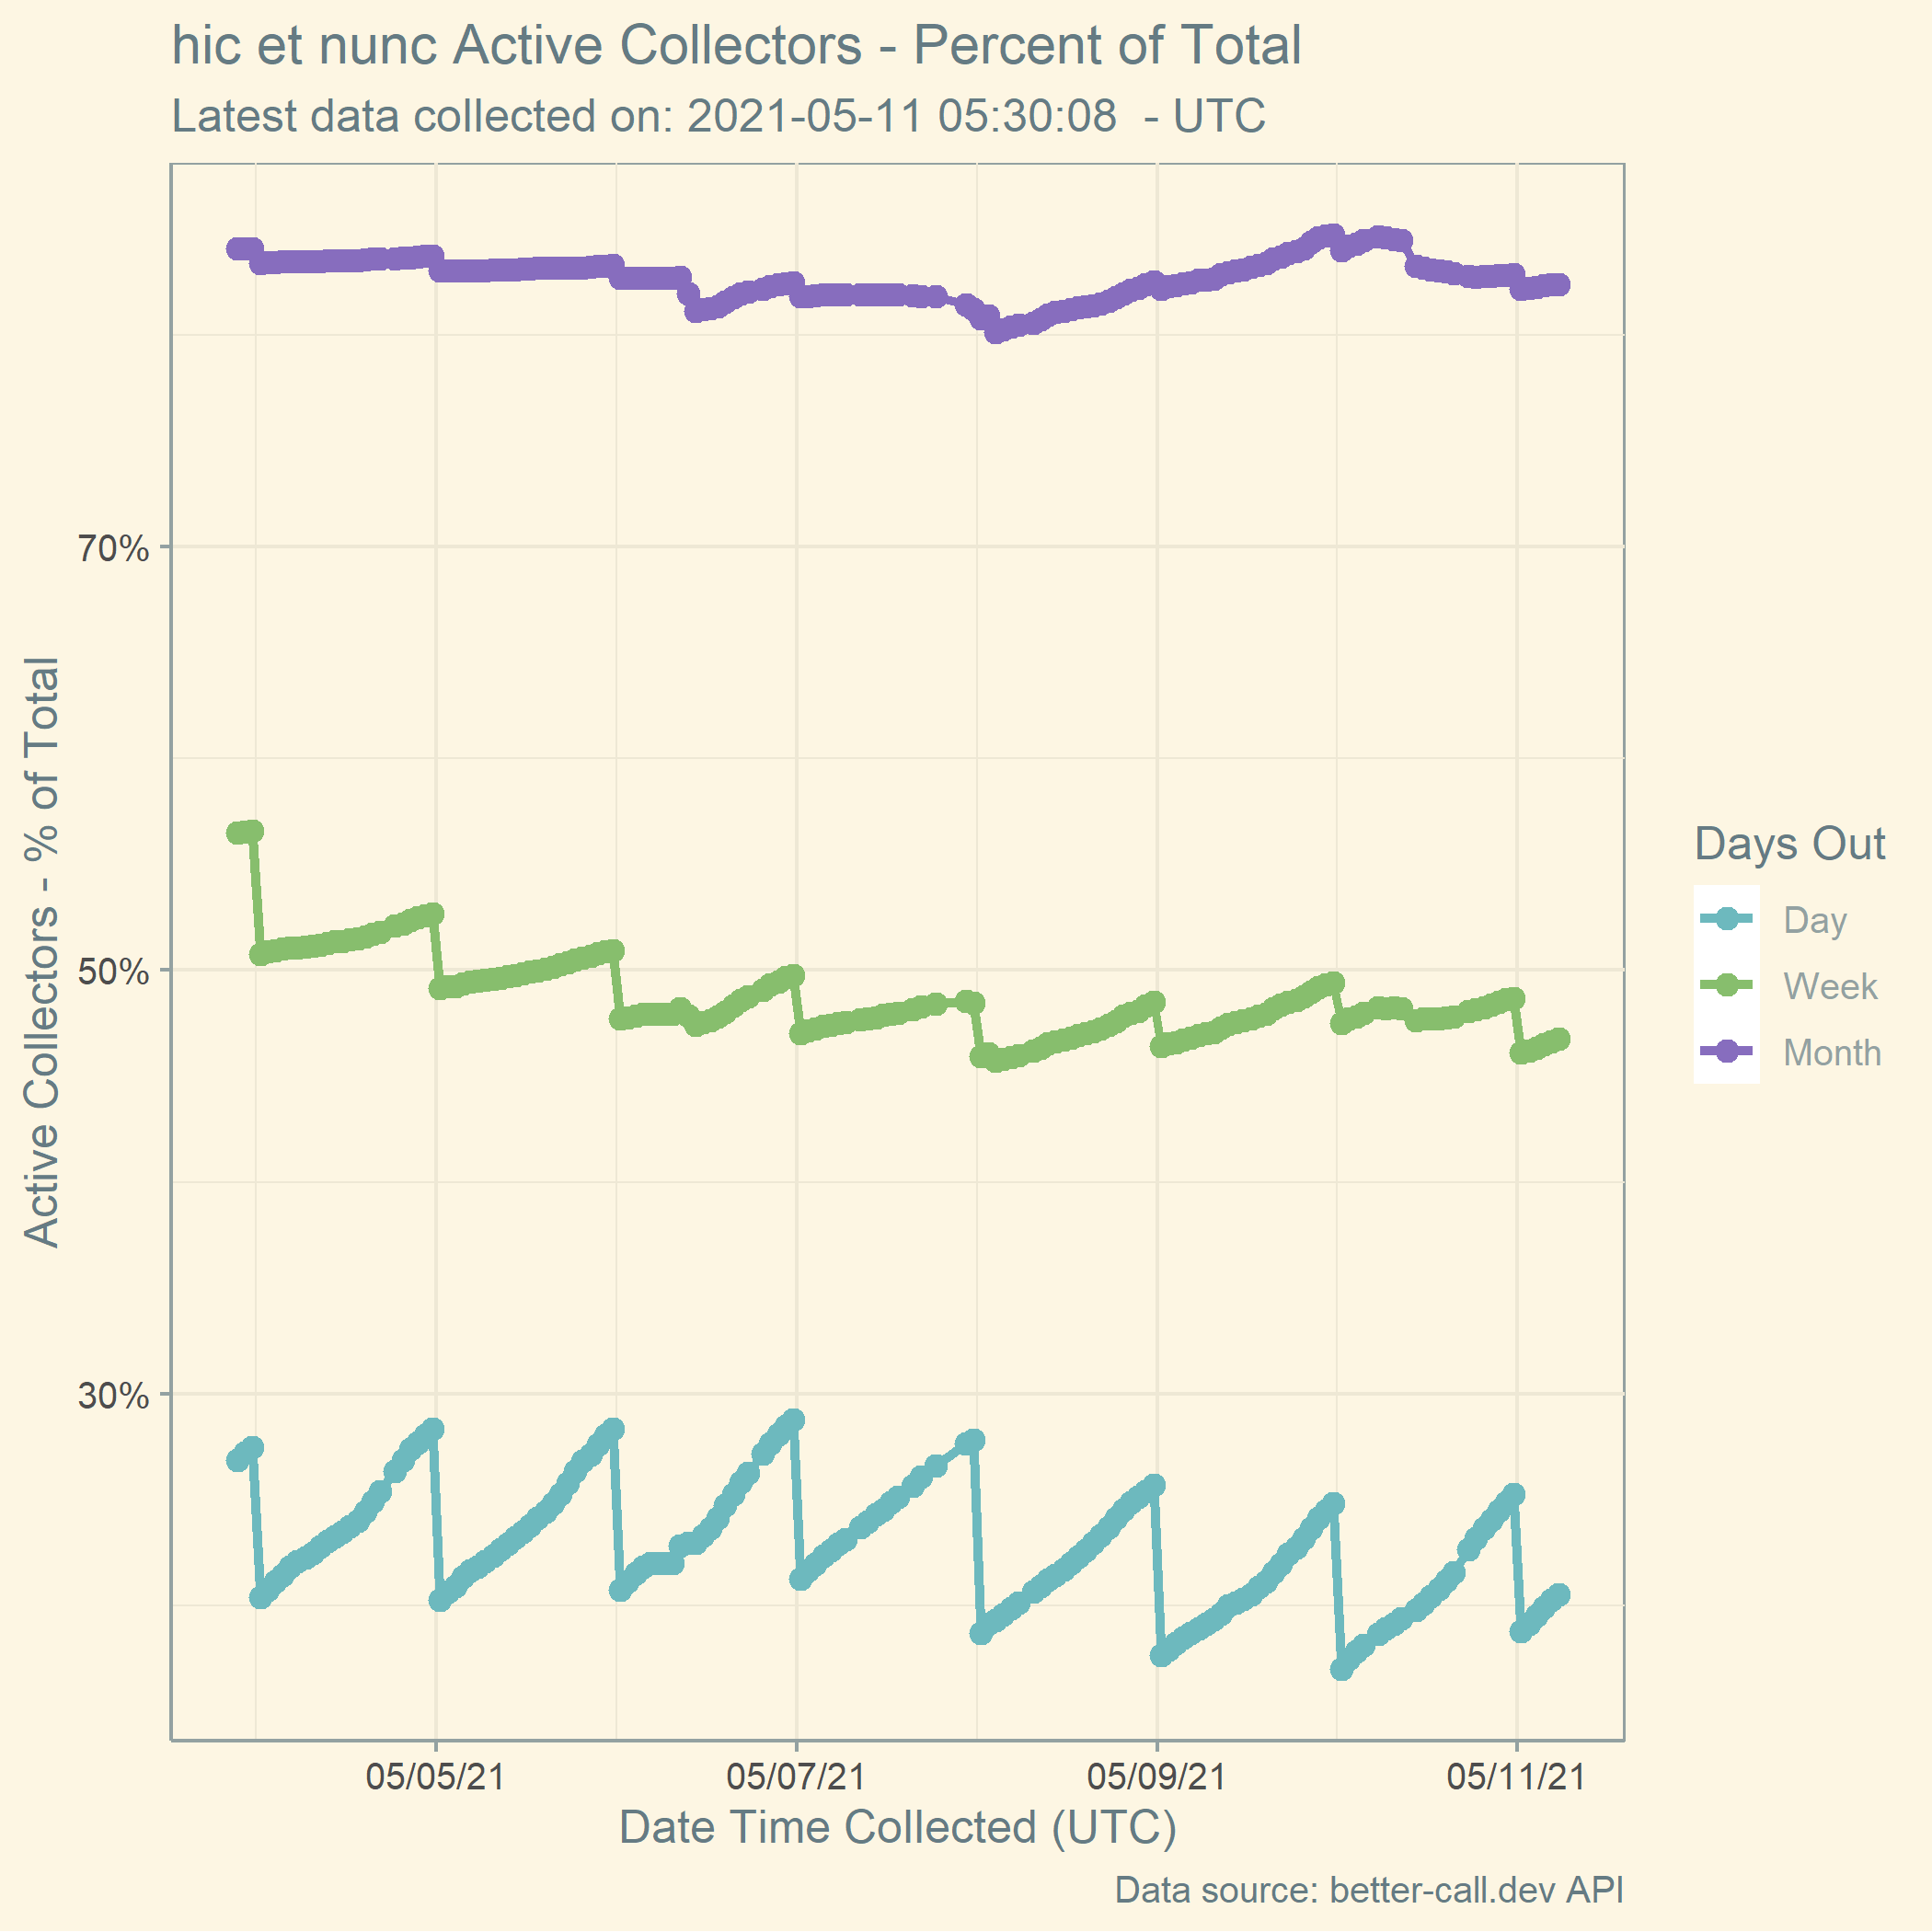 hic et nunc Active Collectors - Percent of Total
Latest data collected on: 2021-05-11 05:30:08  - UTC
Active Collectors - % of Total
70%
50%
30%
05/05/21
05/07/21
05/09/21
05/11/21
Date Time Collected (UTC)
Days Out
Day
Week
Month
Data source: better-call.dev API